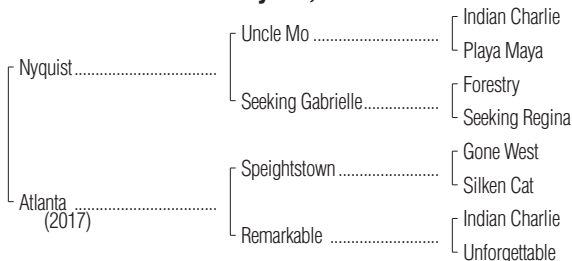 Indian Charlie
Uncle Mo ..............................
Playa Maya
Nyquist..................................
Forestry
Seeking Gabrielle..................
Seeking Regina
Gone West
Speightstown ........................
Silken Cat
Atlanta ..................................
(2017)
Indian Charlie
Remarkable ..........................
Unforgettable